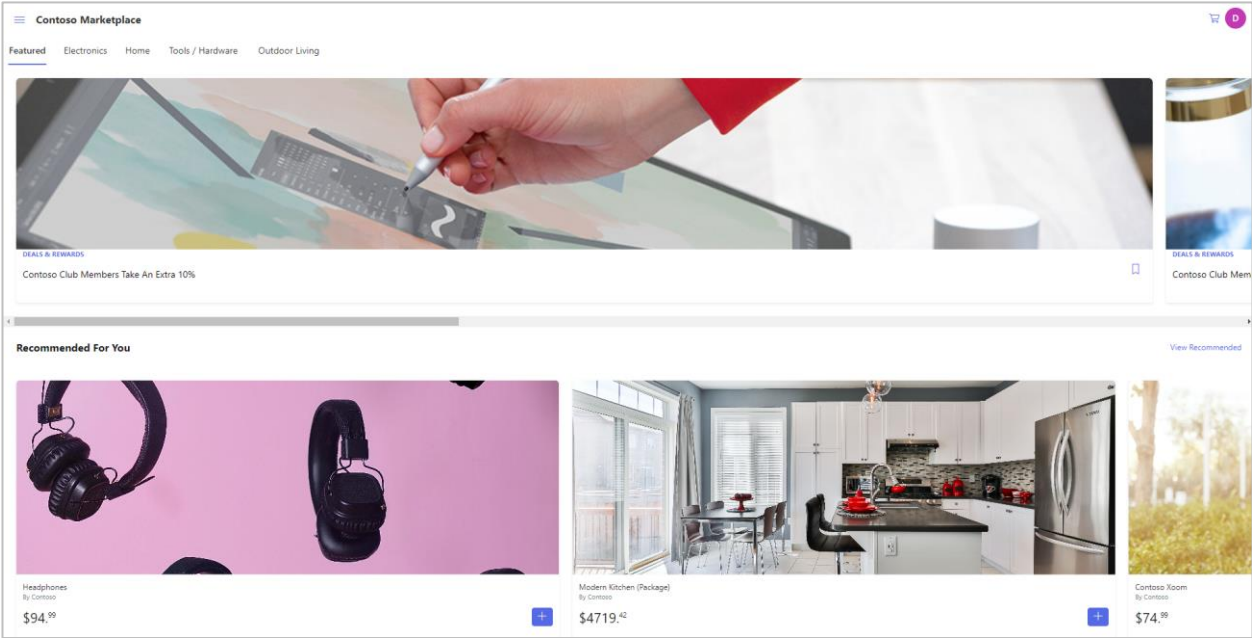 Contoso Marketplace
D
Featured Electronics Home Tools / Hardware Outdoor Living
DEALS & REWARDS
Contoso Club Members Take An Extra 10%
DEALS & REWARDS
Contoso Club Mem
Recommended For You
View Recommended
Headphones
By Contoso
$94.99
Modern Kitchen (Package)
By Contoso
$4719.42
Contoso Xoom
By Contoso
$74.99